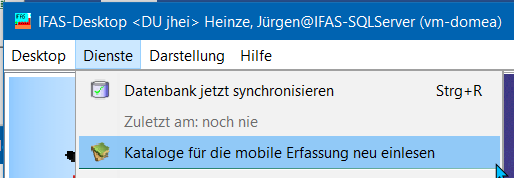 IFAS-Desktop <DU jhei> Heinze, Jürgen@IFAS-SQLServer (vm-domea)
Desktop Dienste Darstellung Hilfe
Datenbank jetzt synchronisieren Strg+R
Zuletzt am: noch nie
Kataloge für die mobile Erfassung neu einlesen